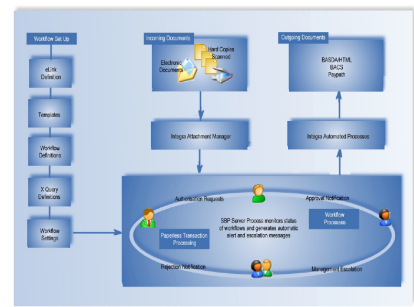 Workflow Set Up
eLink
Definition
Templates
Workflow
Definitions
X Query
Definitions
Workflow
Settings
Incoming Documents
Electronic
Documents
Hard Copies
Scanned
Integra Attachment Manager
Outgoing Documents
BASDA/HTML
BACS
Paypath
Integra Automated Processes
Authorisation Requests
Approval Notification
SBP Server Process monitors status
of workflows and generates automatic
alert and escalation messages
Workflow
Processes
Paperless Transaction
Processing
Rejection Notification
Management Escalation